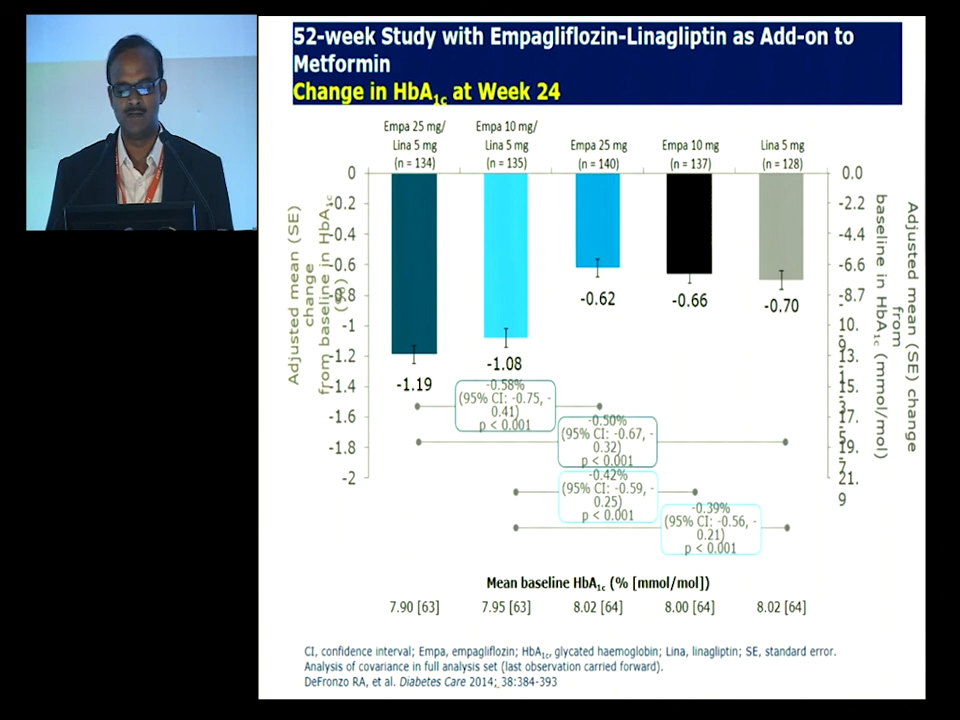 52-week Study with Empagliflozin-Linagliptin as Add-on to
Metformin
Change in HbA1c at Week 24
Empa 25 mg/
Lina 5 mg
(n = 134)
Empa 10 mg/
Lina 5 mg
(n = 135)
Empa 25 mg
(n = 140)
Empa 10 mg
(n = 137)
Lina 5 mg
(n = 128)
Adjusted mean (SE)
change
from baseline in HbA1c
(%)
0
-0.2
-0.4
-0.6
-0.8
-1
-1.2
-1.4
-1.6
-1.8
-2
-1.19
-1.08
-0.62
-0.66
-0.70
0.0
-2.2
-4.4
-6.6
-8.7
-
10.
9
-
13.
1
-
15.
3
-
17.
5
-
19.
7
-
21.
9
Adjusted mean (SE) change
from
baseline in HbA1c (mmol/mol)
-0.58%
(95% CI: -0.75, -
0.41)
p < 0.001
-0.50%
(95% CI: -0.67, -
0.32)
p < 0.001
-0.42%
(95% CI: -0.59, -
0.25)
p < 0.001
-0.39%
(95% CI: -0.56, -
0.21)
p < 0.001
Mean baseline HbA1c (% [mmol/mol])
7.90 [63] 7.95 [63] 8.02 [64] 8.00 [64] 8.02 [64]
CI, confidence interval; Empa, empagliflozin; HbA1c, glycated haemoglobin; Lina, linagliptin; SE, standard error.
Analysis of covariance in full analysis set (last observation carried forward).
DeFronzo RA, et al. Diabetes Care 2014; 38:384-393